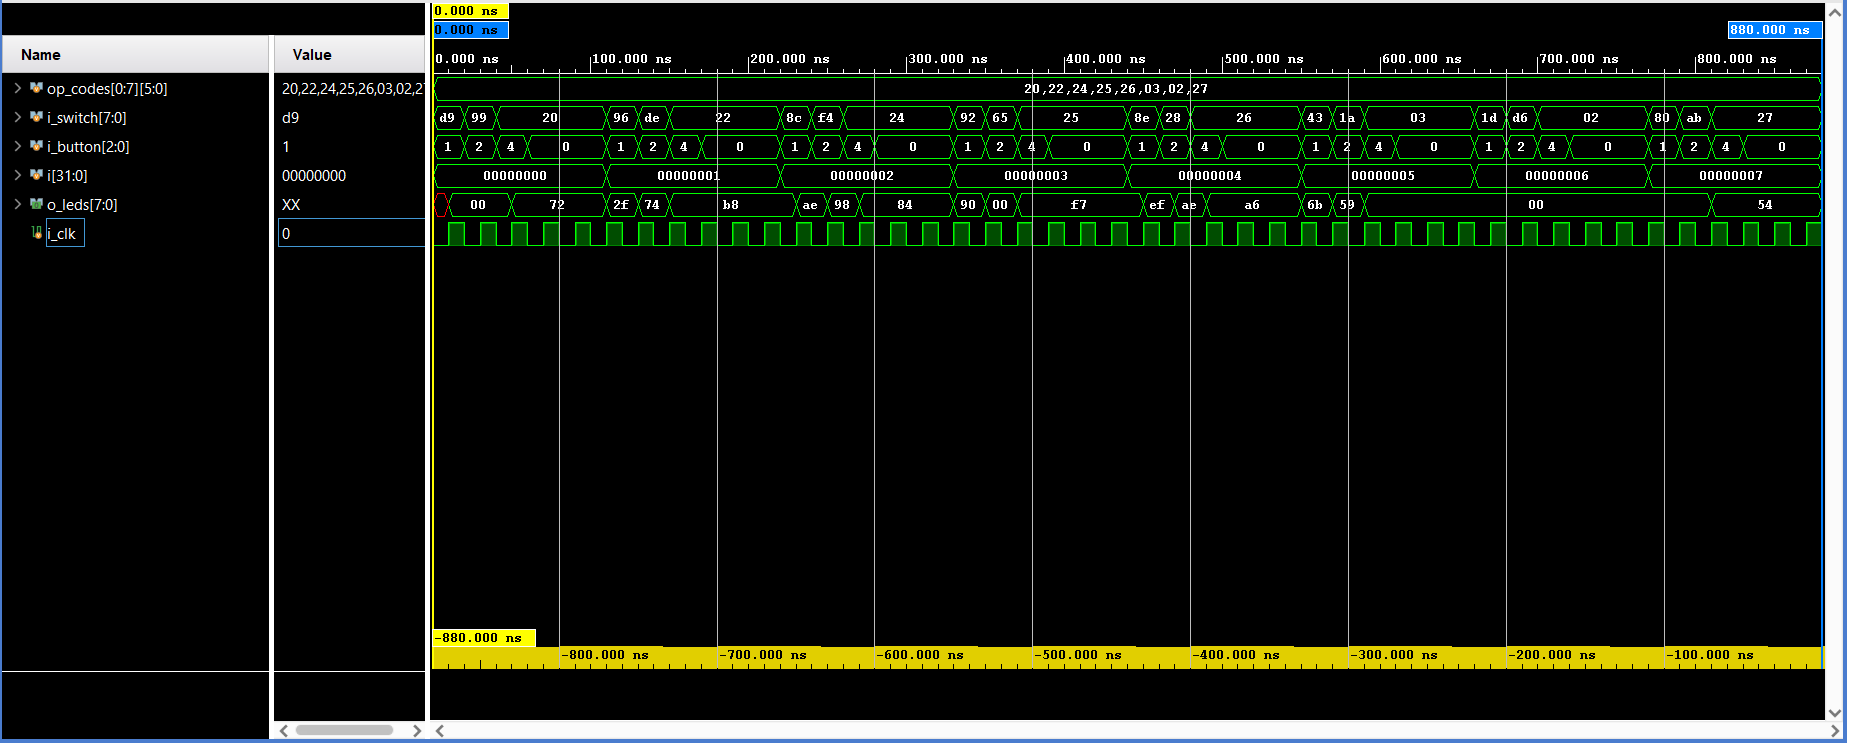 0.000 ns
0.000 ns 880.000 ns
Name Value 0.000 ns 100.000 ns 200.000 ns 300.000 ns 400.000 ns 500.000 ns 600.000 ns 700.000 ns 800.000 ns
op_codes[0:7][5:0] 20,22,24,25,26,03,02,27 20,22,24,25,26,03,02,27
i_switch[7:0] d9 d9 99 20 96 de 22 8c f4 24 92 65 25 8e 28 26 43 1a 03 1d d6 02 80 ab 27
i_button[2:0] 1 1 2 4 0 1 2 4 0 1 2 4 0 1 2 4 0 1 2 4 0 1 2 4 0 1 2 4 0 1 2 4 0
i[31:0] 00000000 00000000 00000001 00000002 00000003 00000004 00000005 00000006 00000007
o_leds[7:0] XX 00 72 2f 74 b8 ae 98 84 90 00 f7 ef ae a6 6b 59 00 54
i_clk 0
-880.000 ns
-800.000 ns -700.000 ns -600.000 ns -500.000 ns -400.000 ns -300.000 ns -200.000 ns -100.000 ns